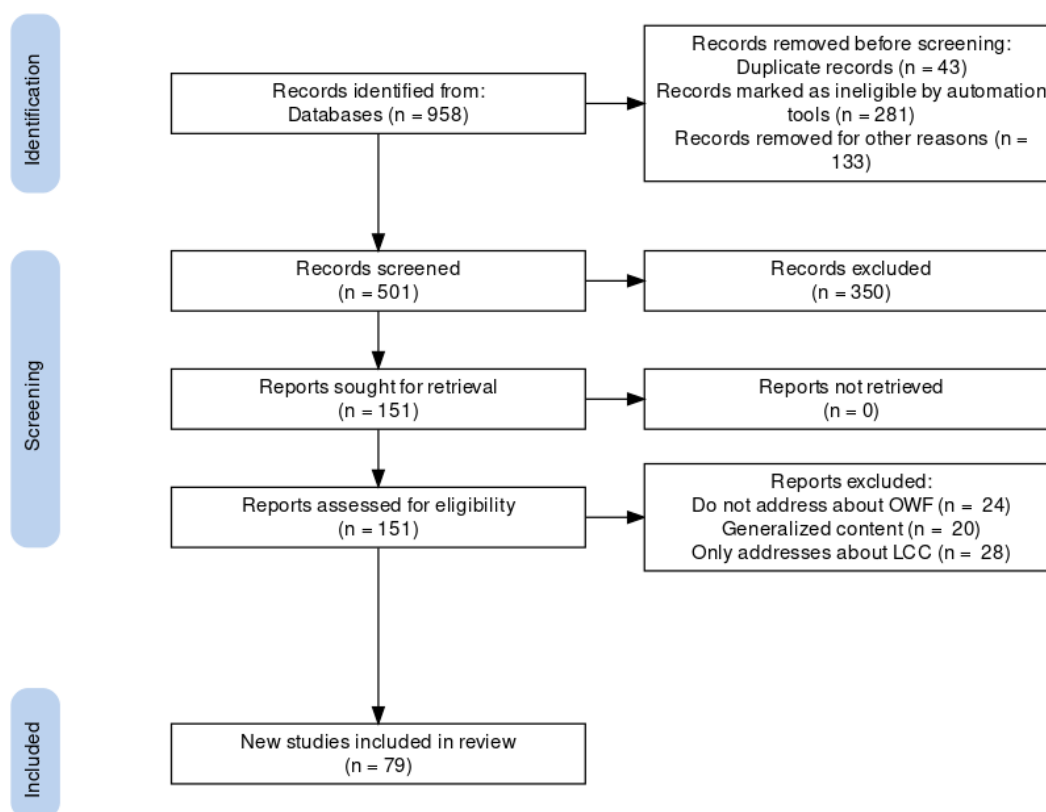 Identification
Records identified from:
Databases (n = 958)
Records removed before screening:
Duplicate records (n = 43)
Records marked as ineligible by automation
tools (n = 281)
Records removed for other reasons (n =
133)
Screening
Records screened
(n = 501)
Records excluded
(n = 350)
Reports sought for retrieval
(n = 151)
Reports not retrieved
(n = 0)
Reports assessed for eligibility
(n = 151)
Reports excluded:
Do not address about OWF (n = 24)
Generalized content (n = 20)
Only addresses about LCC (n = 28)
Included
New studies included in review
(n = 79)